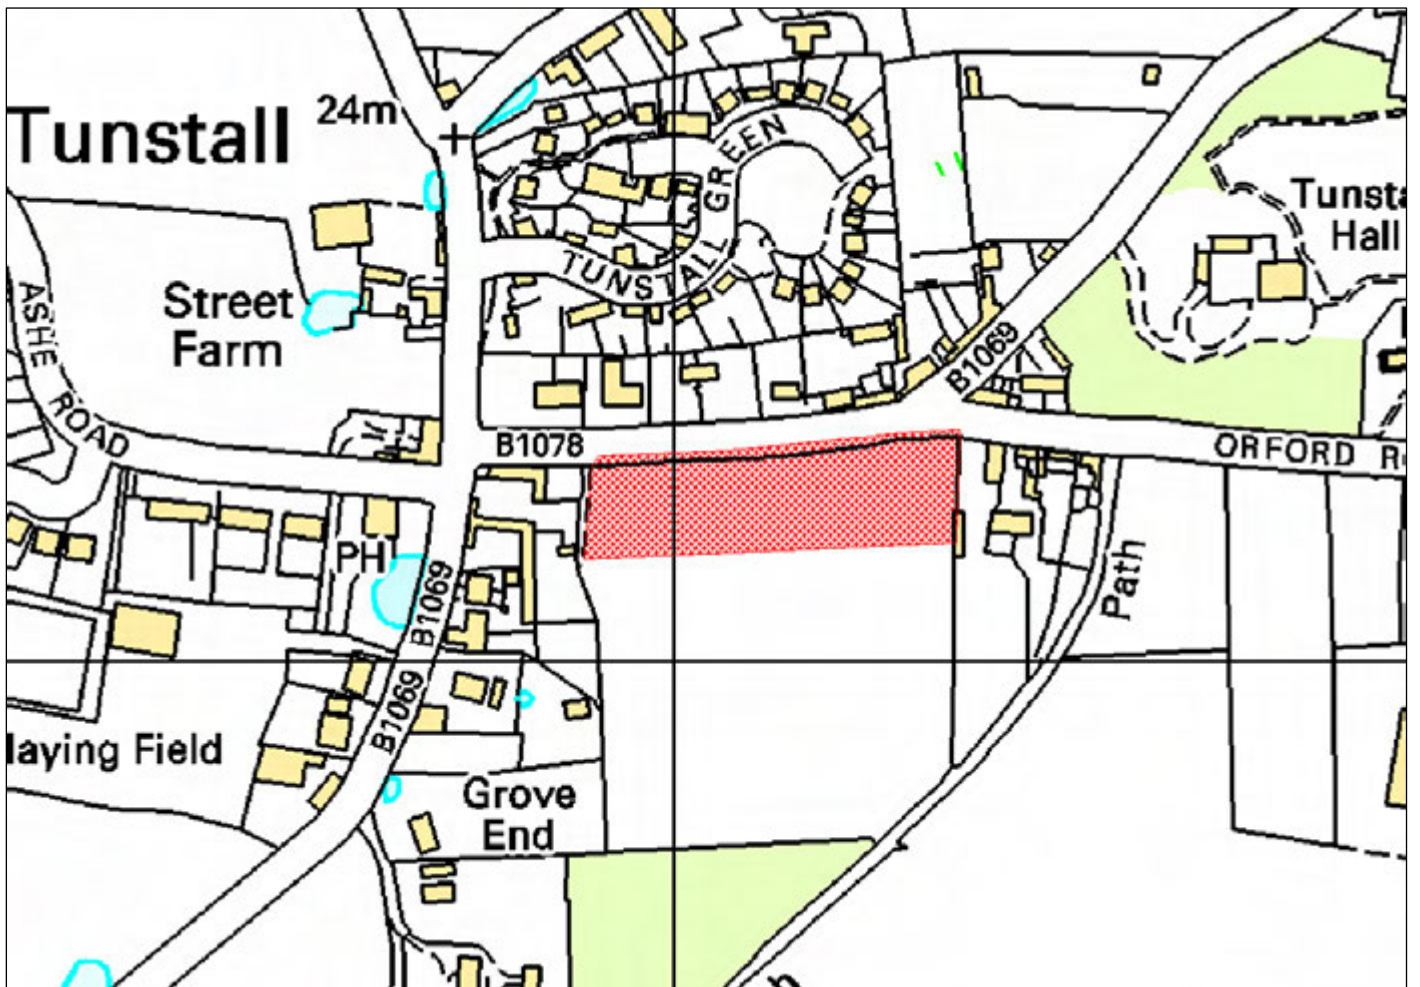 24m
Tunstall
TUNSTALL GREEN
Tunsta
Hall
Street
Farm
ASHE ROAD
B1069
B1078
ORFORD R
PH
Path
B1069
B1069
laying Field
Grove
End